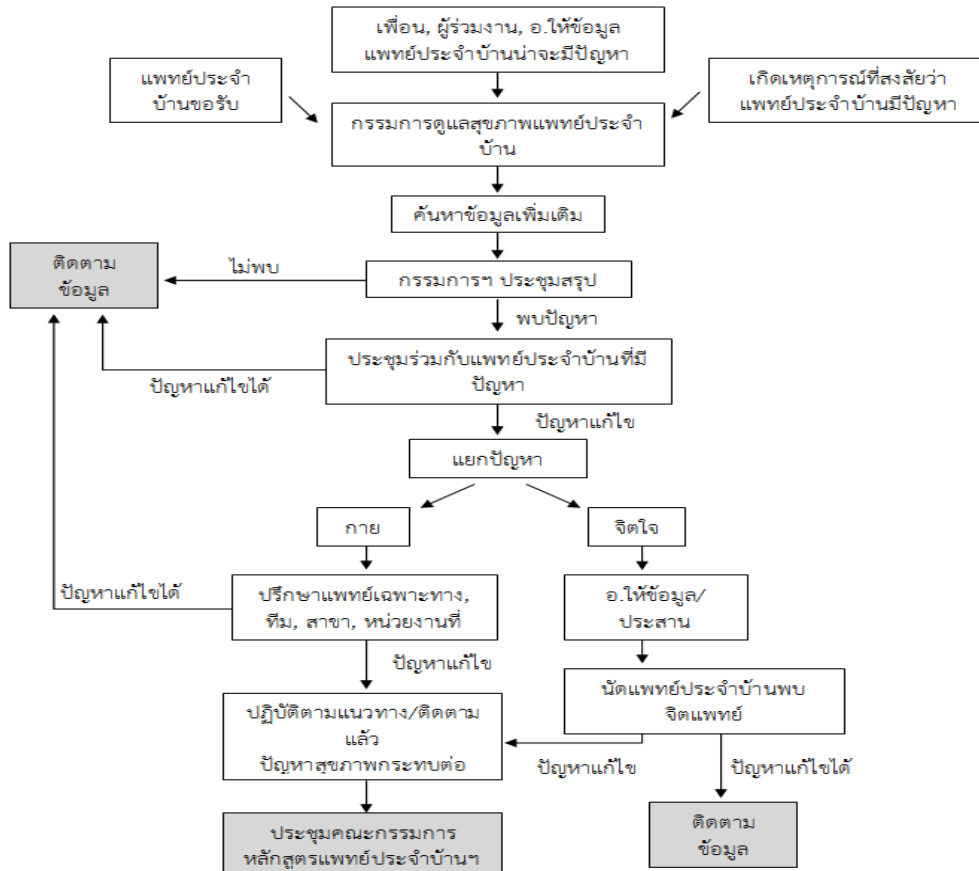 เพื่อน, ผู้ร่วมงาน, อ.ให้ข้อมูล
แพทย์ประจำบ้านน่าจะมีปัญหา
แพทย์ประจำ
บ้านขอรับ
เกิดเหตุการณ์ที่สงสัยว่า
แพทย์ประจำบ้านมีปัญหา
กรรมการดูแลสุขภาพแพทย์ประจำ
บ้าน
ค้นหาข้อมูลเพิ่มเติม
ติดตาม
ข้อมูล
ไม่พบ
กรรมการฯ ประชุมสรุป
พบปัญหา
ประชุมร่วมกับแพทย์ประจำบ้านที่มี
ปัญหา
ปัญหาแก้ไขได้
ปัญหาแก้ไข
แยกปัญหา
กาย
จิตใจ
ปัญหาแก้ไขได้
ปรึกษาแพทย์เฉพาะทาง,
ทีม, สาขา, หน่วยงานที่
อ.ให้ข้อมูล/
ประสาน
ปัญหาแก้ไข
นัดแพทย์ประจำบ้านพบ
จิตแพทย์
ปฏิบัติตามแนวทาง/ติดตาม
แล้ว
ปัญหาสุขภาพกระทบต่อ
ปัญหาแก้ไข
ปัญหาแก้ไขได้
ประชุมคณะกรรมการ
หลักสูตรแพทย์ประจำบ้านฯ
ติดตาม
ข้อมูล